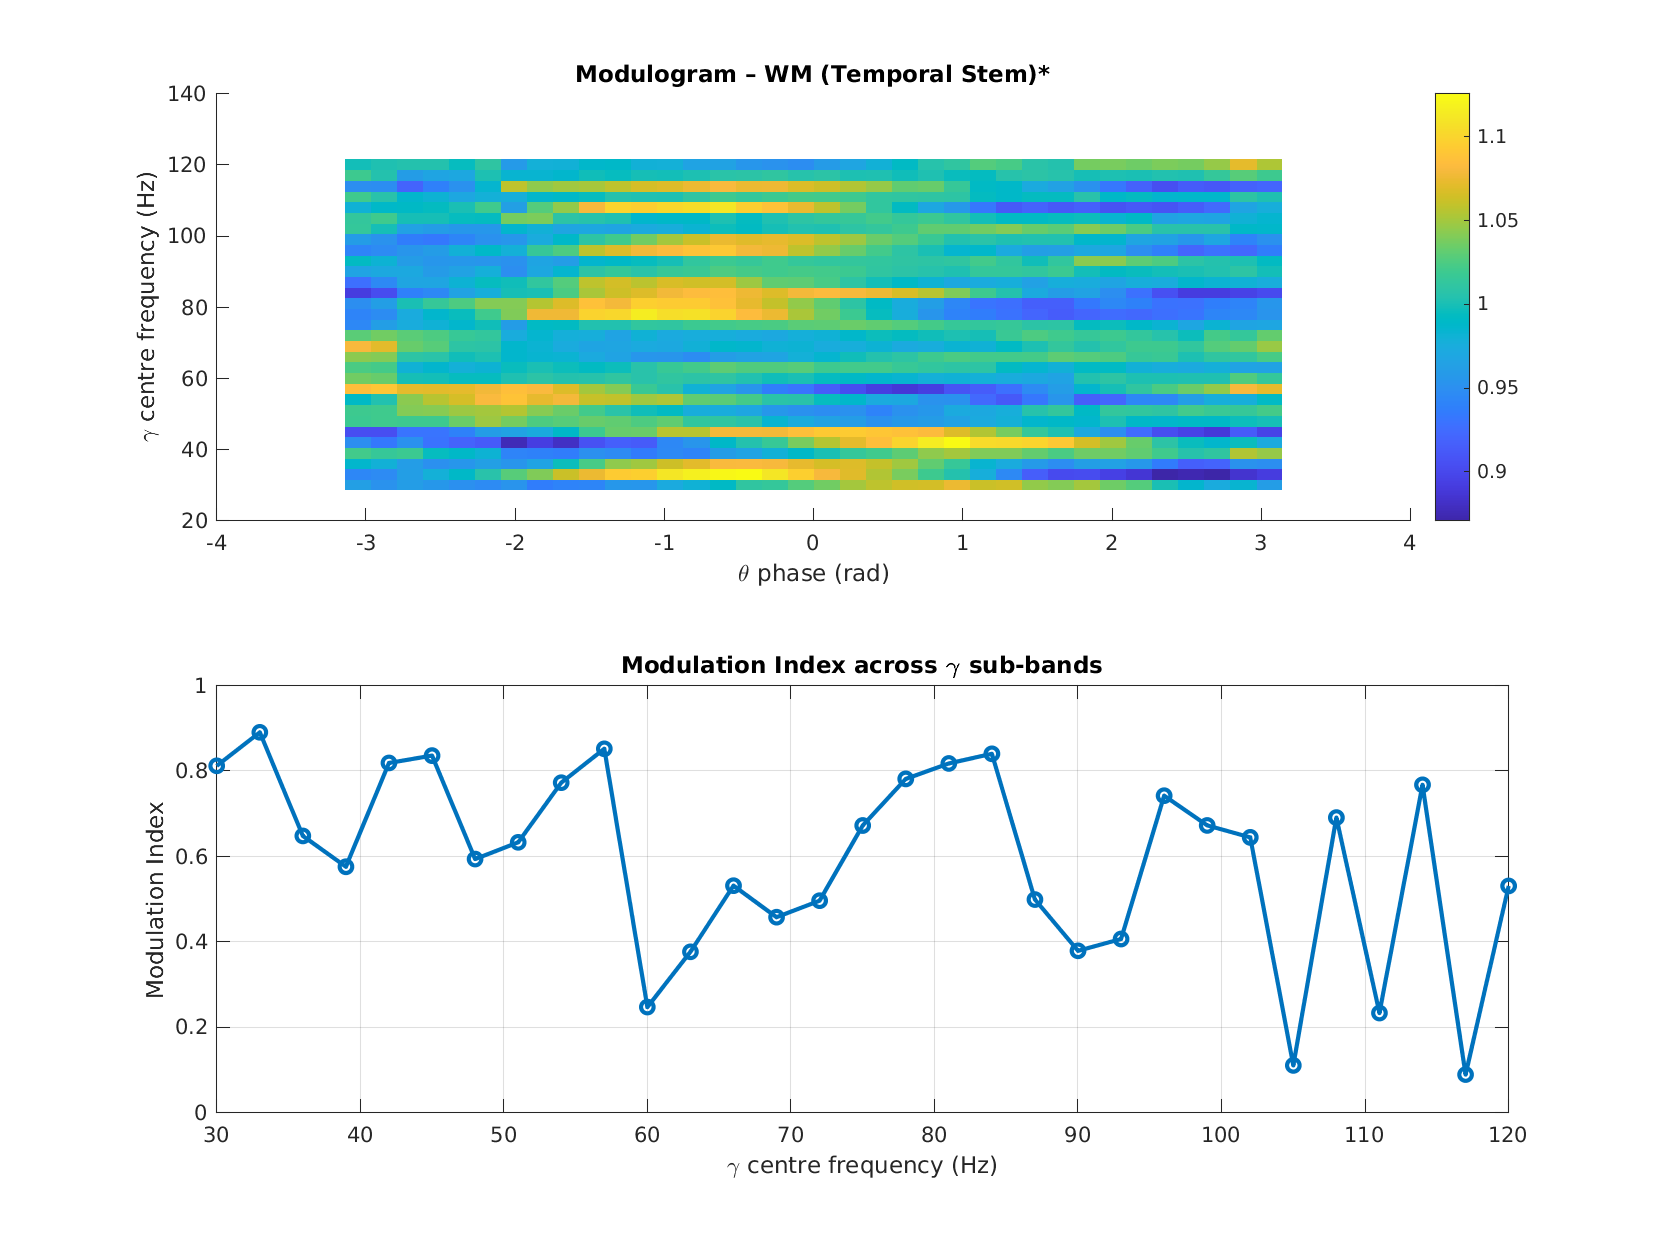 Modulogram – WM (Temporal Stem)*
140
120
100
80
60
40
20
γ centre frequency (Hz)
-4 -3 -2 -1 0 1 2 3 4
θ phase (rad)
1.1
1.05
1
0.95
0.9
Modulation Index across γ sub-bands
1
0.8
0.6
0.4
0.2
0
Modulation Index
30 40 50 60 70 80 90 100 110 120
γ centre frequency (Hz)